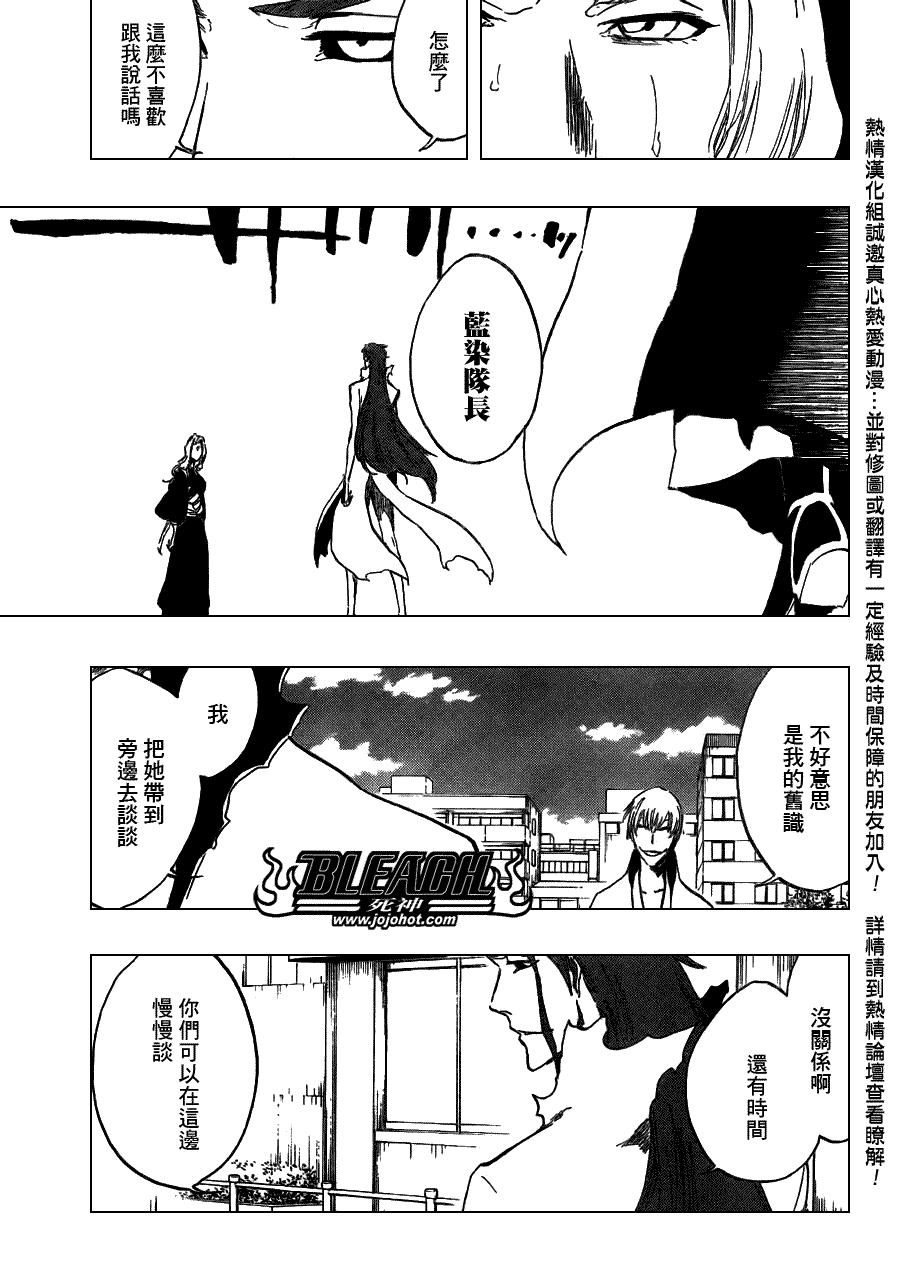 怎麼了
這麼不喜歡
跟我說話嗎
藍染隊長
不好意思
是我的舊識
我
把她帶到
旁邊去談談
BLEACH
死神
www.jojohot.com
沒關係啊
還有時間
你們可以在這邊
慢慢談
熱情漢化組誠邀真心熱愛動漫…並對修圖或翻譯有一定經驗及時間保障的朋友加入！ 詳情請到熱情論壇查看瞭解！